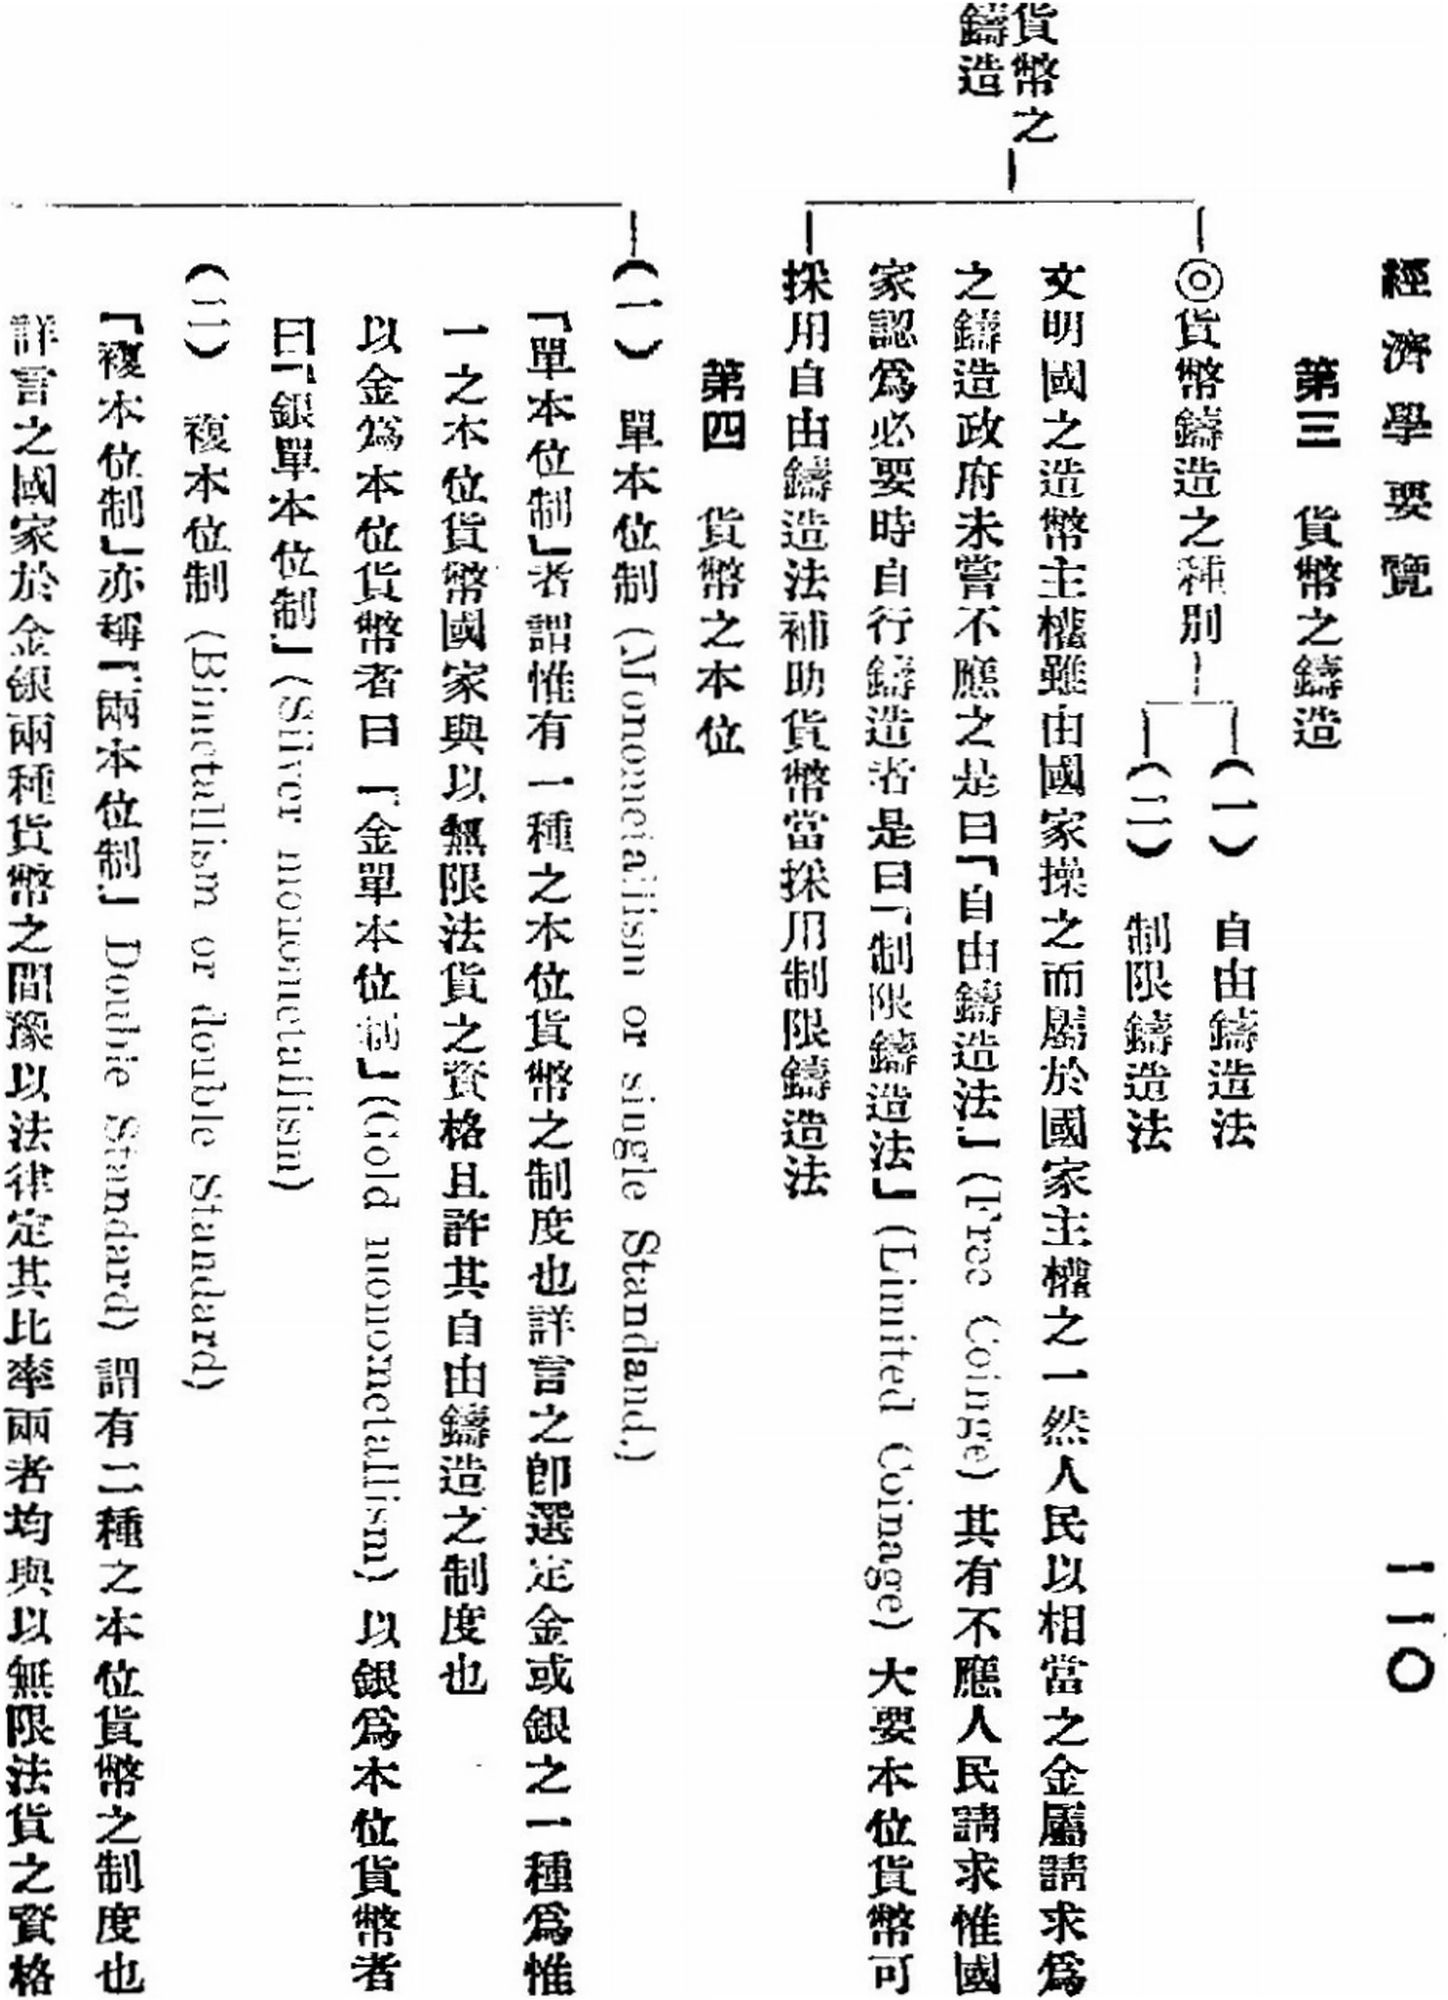 經濟學要覽
一一〇
第三 貨幣之鑄造
貨幣之
鑄造
◎貨幣鑄造之種別
(一) 自由鑄造法
(二) 制限鑄造法
文明國之造幣主權雖由國家操之而屬於國家主權之一然人民以相當之金屬請求爲
之鑄造政府未嘗不應之是曰「自由鑄造法」(Free Coinge)其有不應人民請求惟國
家認爲必要時自行鑄造者是曰「制限鑄造法」(Limited Coinage)大要本位貨幣可
採用自由鑄造法補助貨幣當採用制限鑄造法
第四 貨幣之本位
(一) 單本位制 (Monometallism or single Standand.)
「單本位制」者謂惟有一種之本位貨幣之制度也詳言之卽選定金或銀之一種爲惟
一之本位貨幣國家與以無限法貨之資格且許其自由鑄造之制度也
以金爲本位貨幣者曰「金單本位制」(Gold monometallism)以銀爲本位貨幣者
曰「銀單本位制」(Silver monometallism)
(二) 複本位制 (Bimetallism or double Standard)
「複本位制」亦稱「兩本位制」 Double Standard)謂有二種之本位貨幣之制度也
詳言之國家於金銀兩種貨幣之間豫以法律定其比率兩者均與以無限法貨之資格